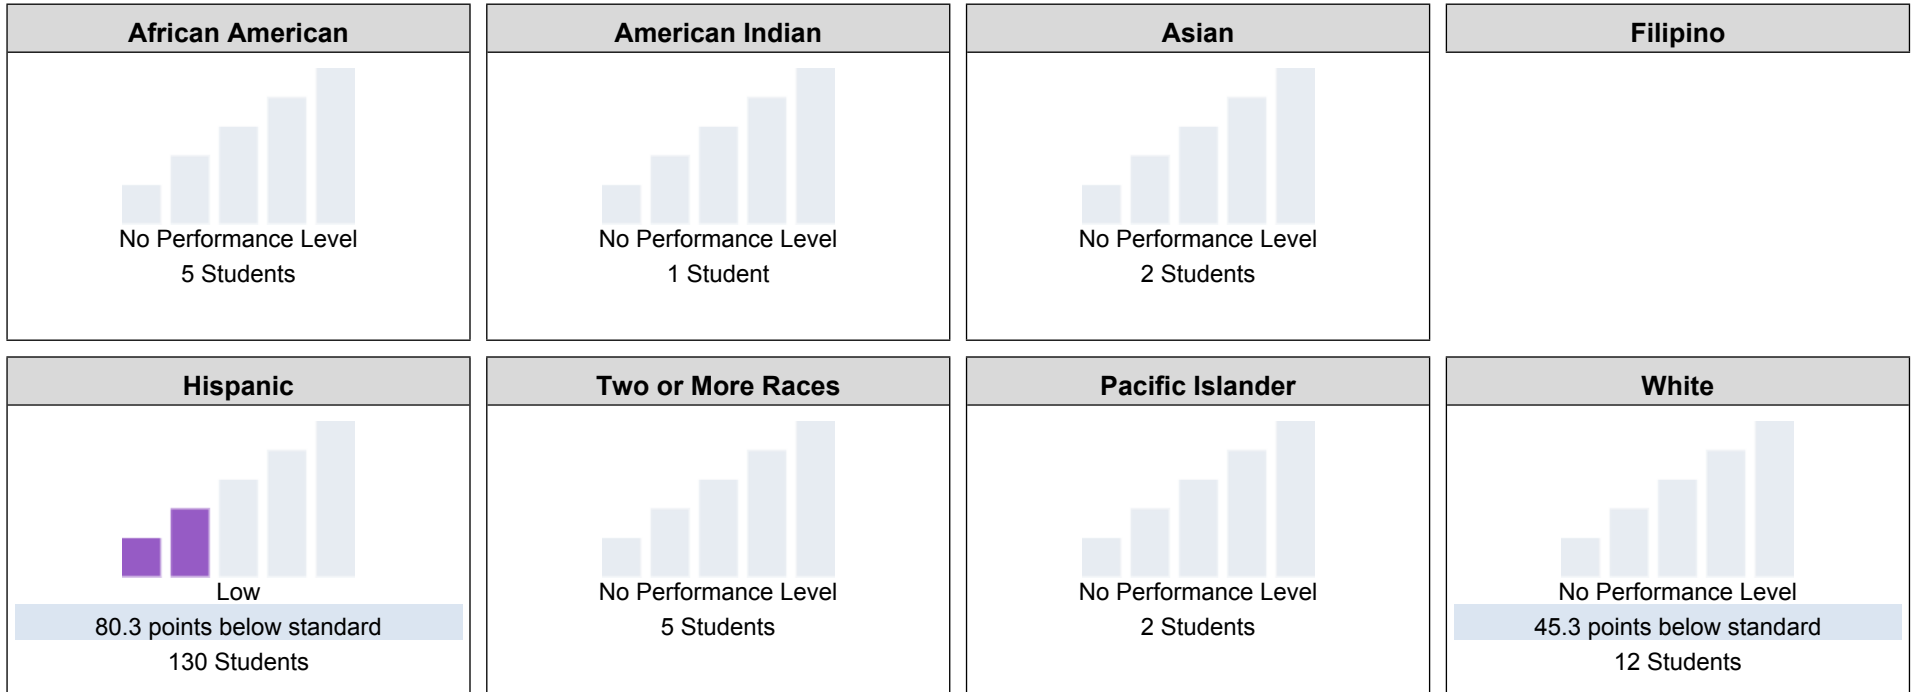 African American
No Performance Level
5 Students
American Indian
No Performance Level
1 Student
Asian
No Performance Level
2 Students
Filipino
Hispanic
Low
80.3 points below standard
130 Students
Two or More Races
No Performance Level
5 Students
Pacific Islander
No Performance Level
2 Students
White
No Performance Level
45.3 points below standard
12 Students